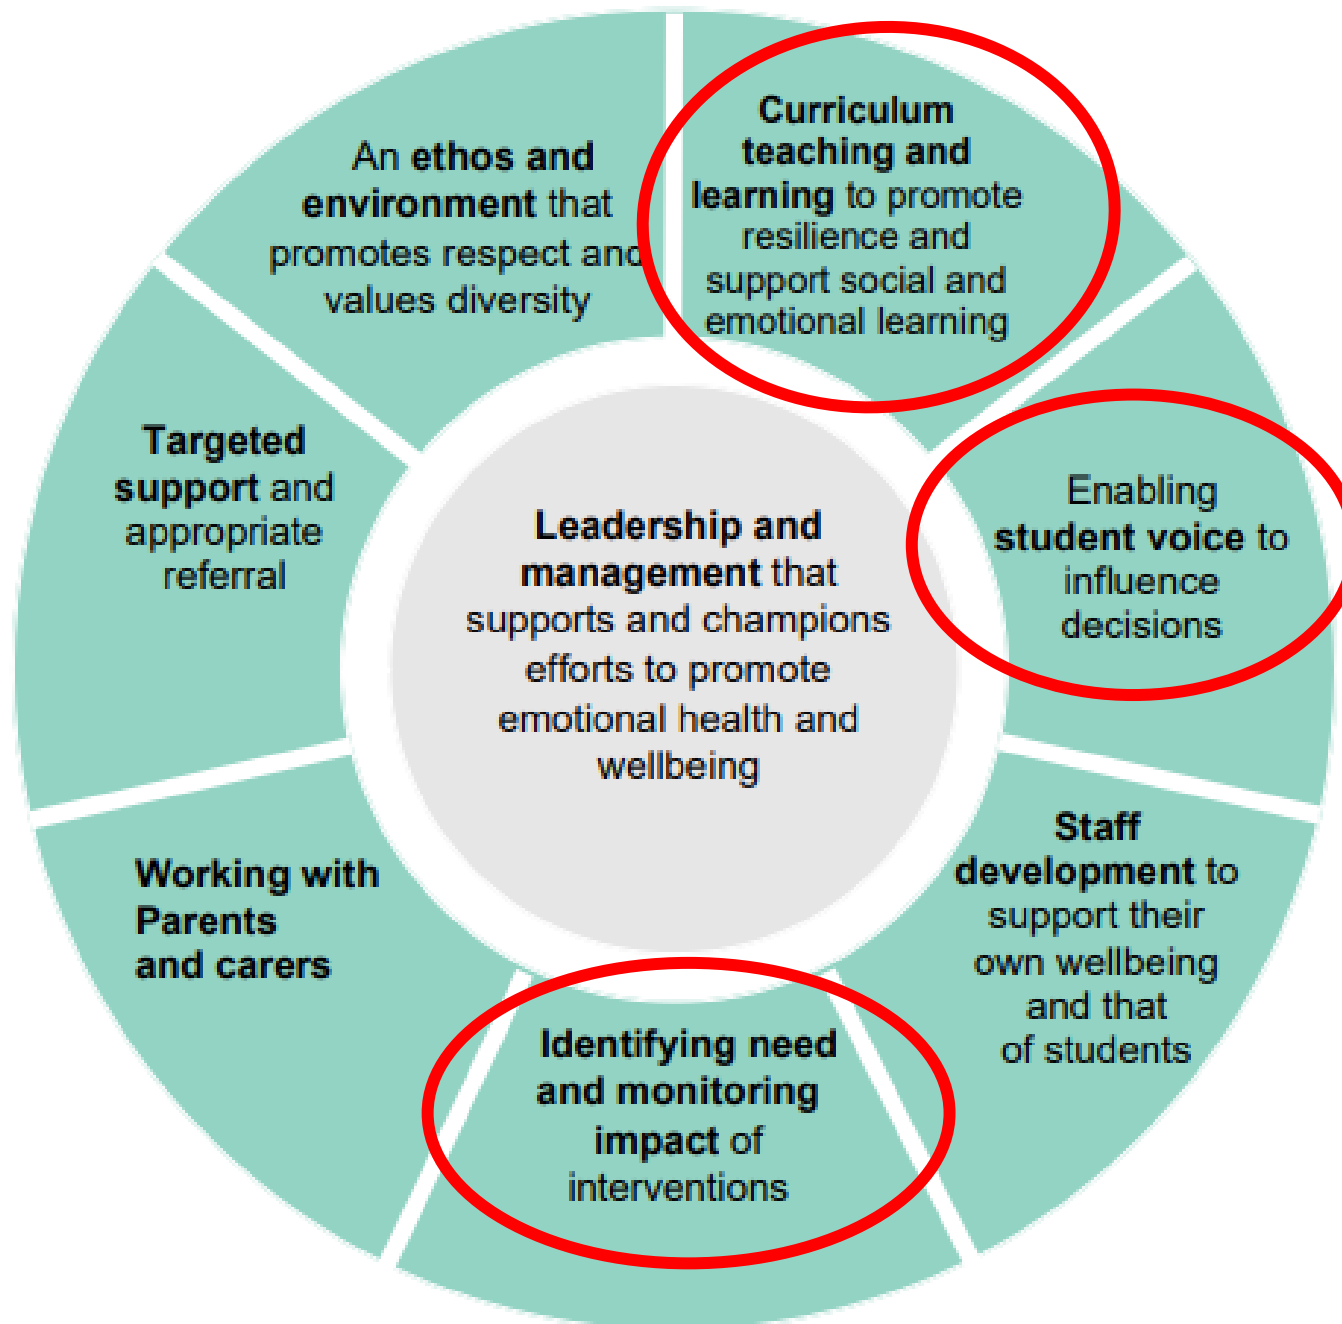 An ethos and
environment that
promotes respect and
values diversity
Curriculum
teaching and
learning to promote
resilience and
support social and
emotional learning
Enabling
student voice to
influence
decisions
Staff
development to
support their
own wellbeing
and that
of students
Identifying need
and monitoring
impact of
interventions
Working with
Parents
and carers
Targeted
support and
appropriate
referral
Leadership and
management that
supports and champions
efforts to promote
emotional health and
wellbeing